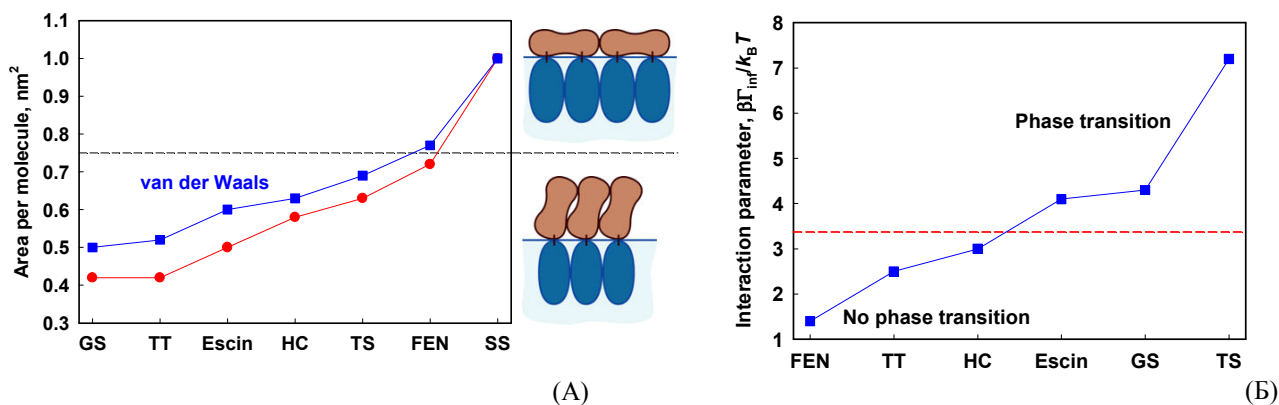 Area per molecule, nm²
1.1
1.0
0.9
0.8
0.7
0.6
0.5
0.4
0.3
van der Waals
GS TT Escin HC TS FEN SS
(А)
Interaction parameter, βΓinf/kBT
8
7
6
5
4
3
2
1
Phase transition
No phase transition
FEN TT HC Escin GS TS
(Б)